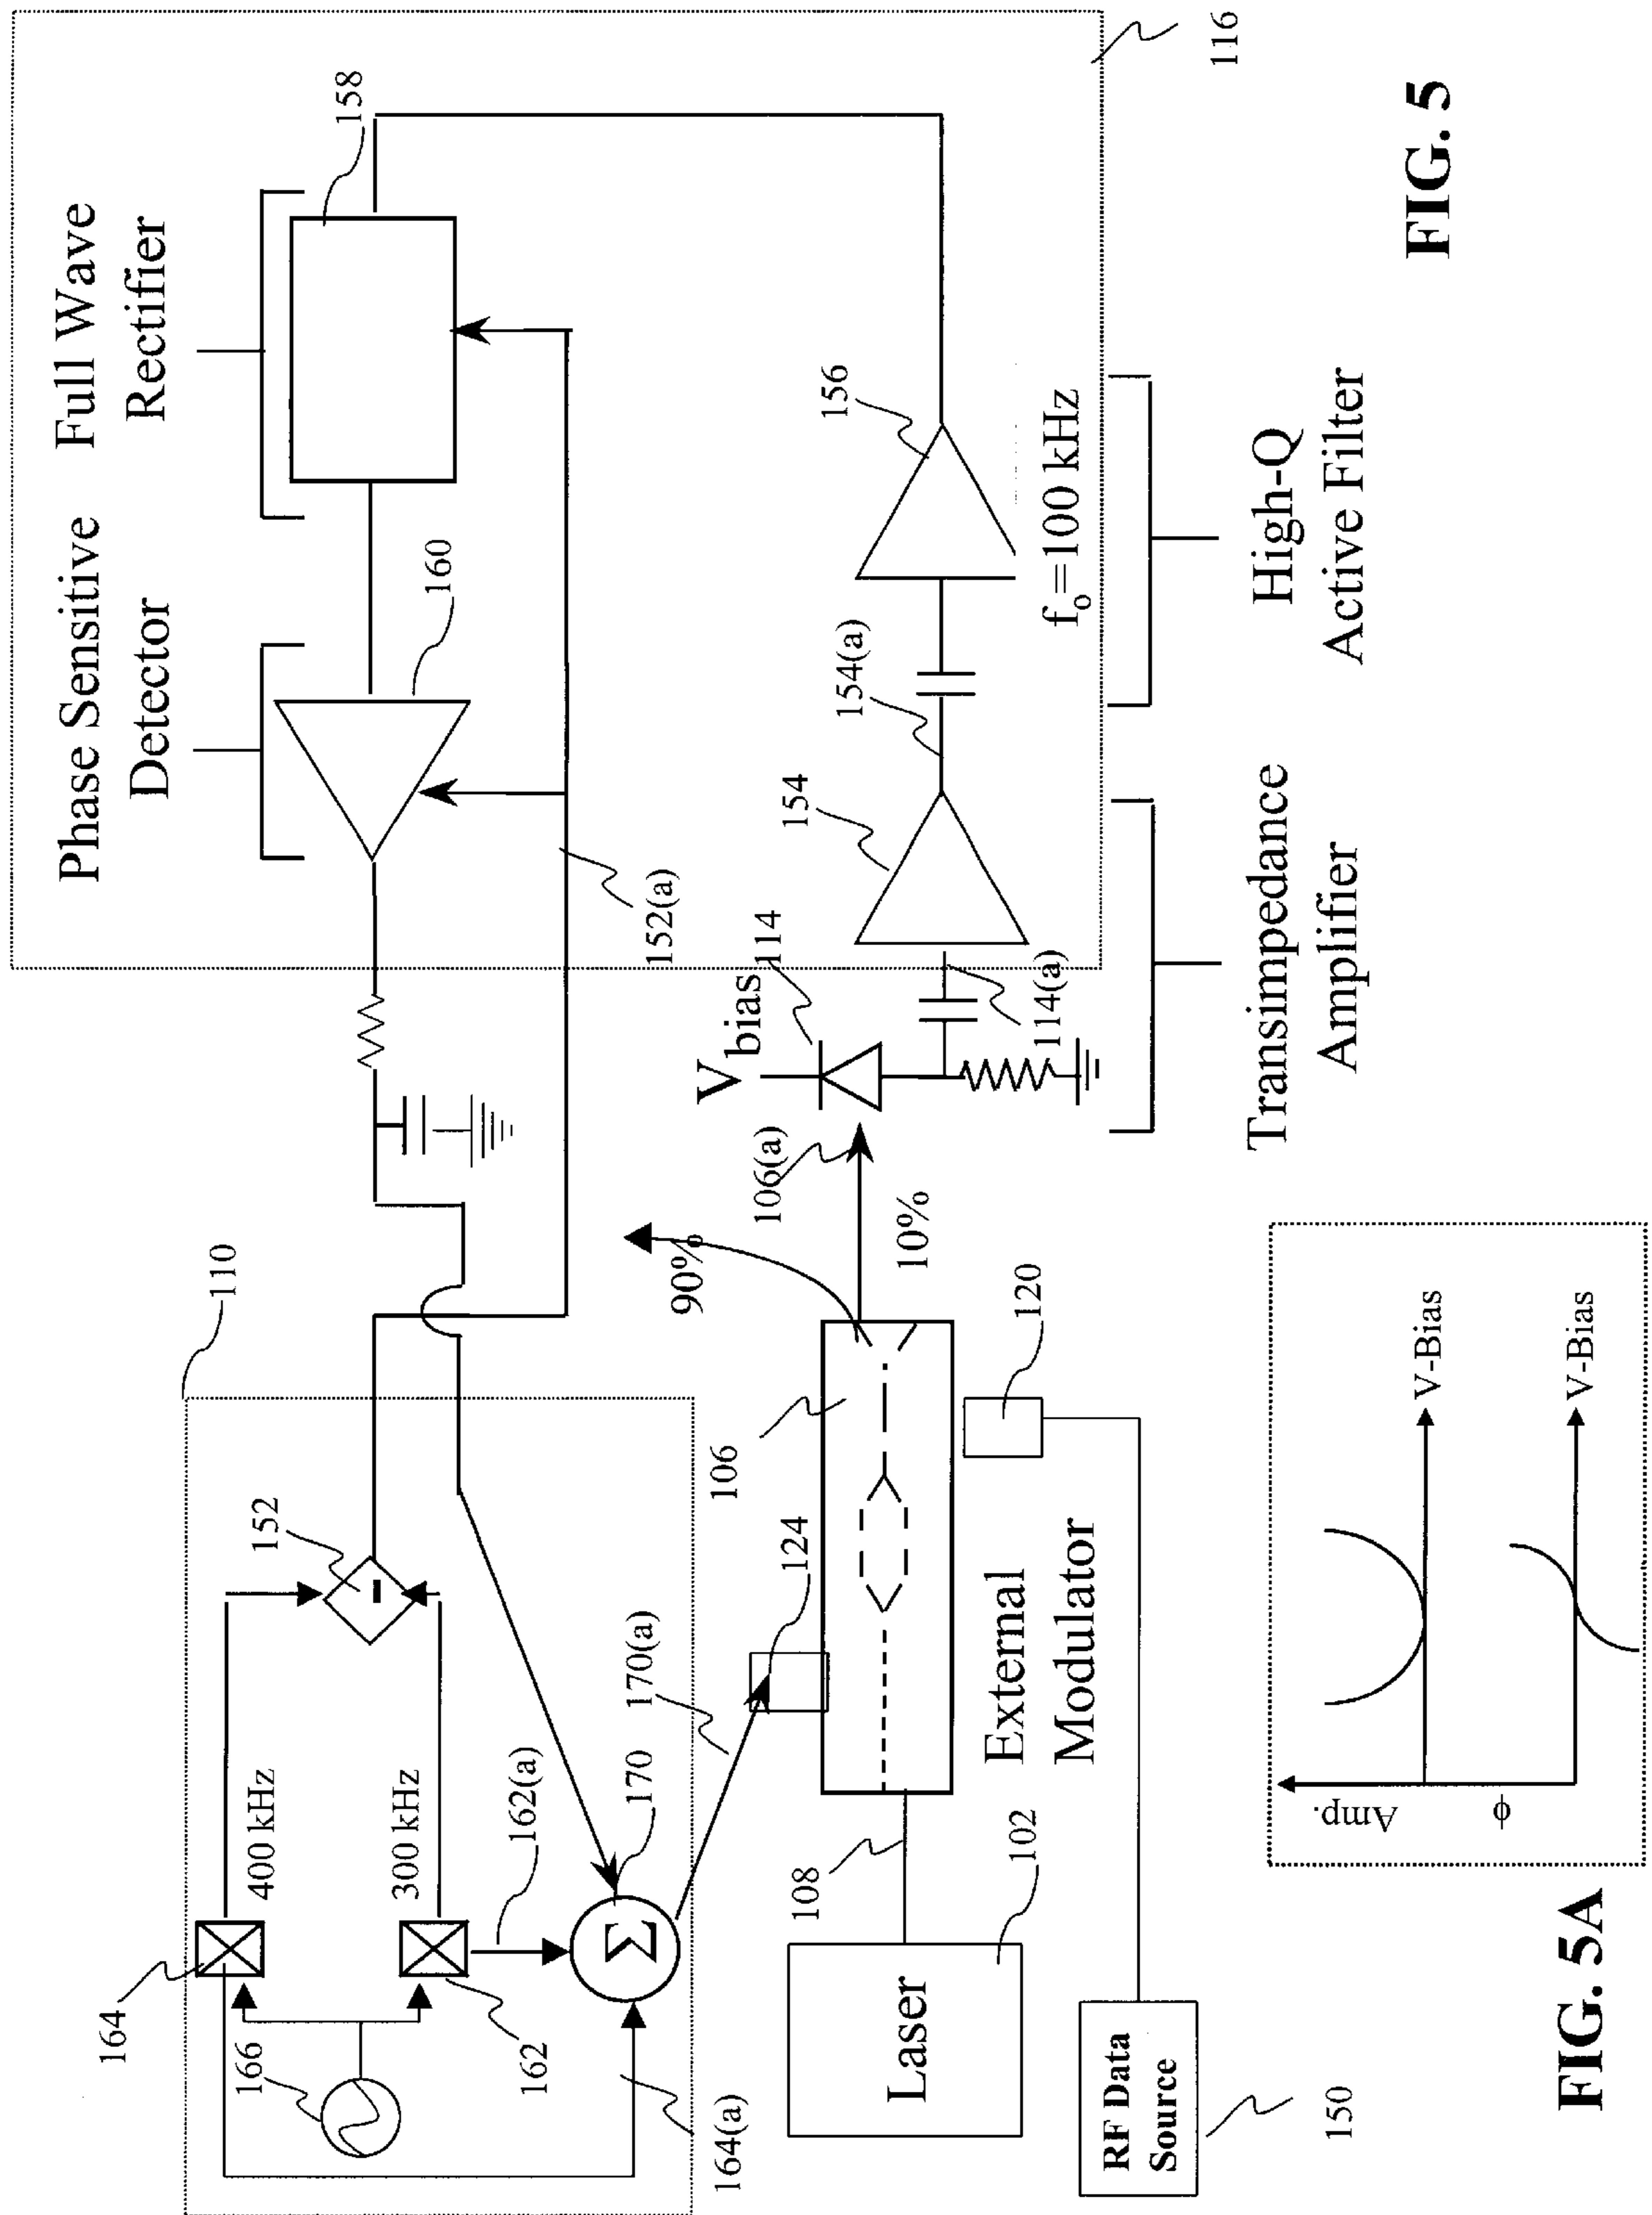 110
164
400 kHz
166
152
300 kHz
162
162(a)
170
170(a)
164(a)
Σ
124
Phase Sensitive
Detector
Full Wave
Rectifier
158
160
152(a)
116
V
bias
114
106(a)
90%
10%
114(a)
154
154(a)
156
fo=100 kHz
Transimpedance
Amplifier
High-Q
Active Filter
Laser
102
108
106
External
Modulator
120
RF Data
Source
150
FIG. 5
Amp.
V-Bias
ϕ
V-Bias
FIG. 5A